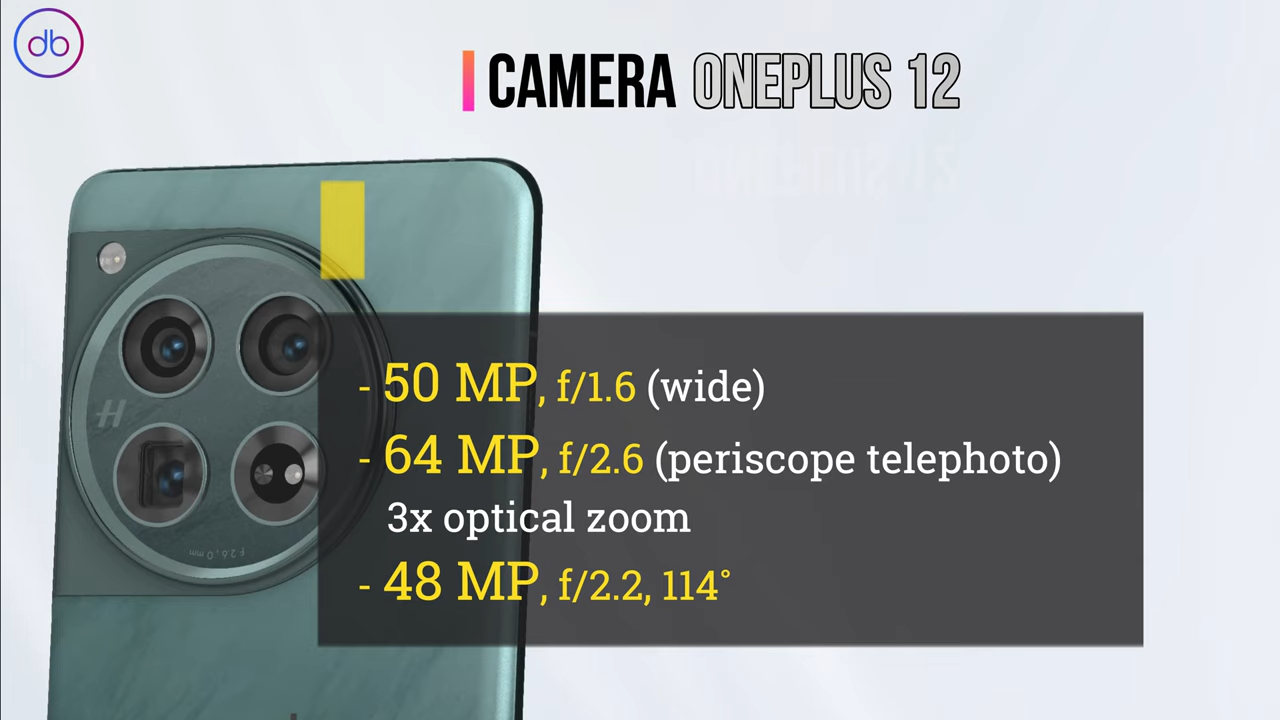 db
CAMERA ONEPLUS 12
- 50 MP, f/1.6 (wide)
- 64 MP, f/2.6 (periscope telephoto)
3x optical zoom
- 48 MP, f/2.2, 114°
H